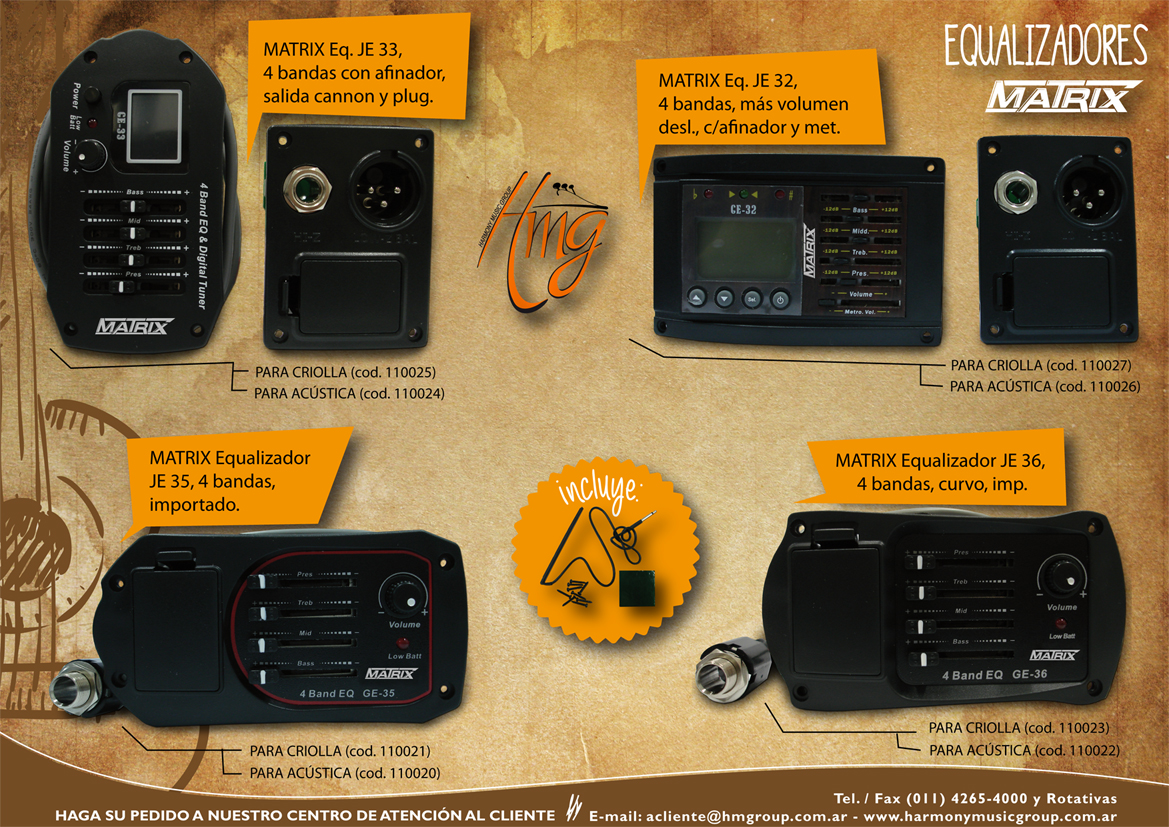 EQUALIZADORES
MATRIX
MATRIX Eq. JE 33,
4 bandas con afinador,
salida cannon y plug.
Power
Low Batt
Volume
- +
CE-33
- Bass +
- Mid +
- Treb +
- Pres +
4 Band EQ & Digital Tuner
MATRIX
PARA CRIOLLA (cod. 110025)
PARA ACÚSTICA (cod. 110024)
HARMONY MUSIC GROUP
Hmg
MATRIX Eq. JE 32,
4 bandas, más volumen
desl., c/afinador y met.
CE-32
Sel.
MATRIX
Bass
-12dB +12dB
Midd.
-12dB +12dB
Treb.
-12dB +12dB
Pres.
-12dB +12dB
Volume
Metro. Vol.
PARA CRIOLLA (cod. 110027)
PARA ACÚSTICA (cod. 110026)
MATRIX Equalizador
JE 35, 4 bandas,
importado.
Pres
Treb
Mid
Bass
- +
Volume
Low Batt
MATRIX
4 Band EQ GE-35
PARA CRIOLLA (cod. 110021)
PARA ACÚSTICA (cod. 110020)
incluye:
MATRIX Equalizador JE 36,
4 bandas, curvo, imp.
Pres
Treb
Mid
Bass
- +
Volume
Low Batt
MATRIX
4 Band EQ GE-36
PARA CRIOLLA (cod. 110023)
PARA ACÚSTICA (cod. 110022)
Tel. / Fax (011) 4265-4000 y Rotativas
HAGA SU PEDIDO A NUESTRO CENTRO DE ATENCIÓN AL CLIENTE E-mail: acliente@hmgroup.com.ar - www.harmonymusicgroup.com.ar